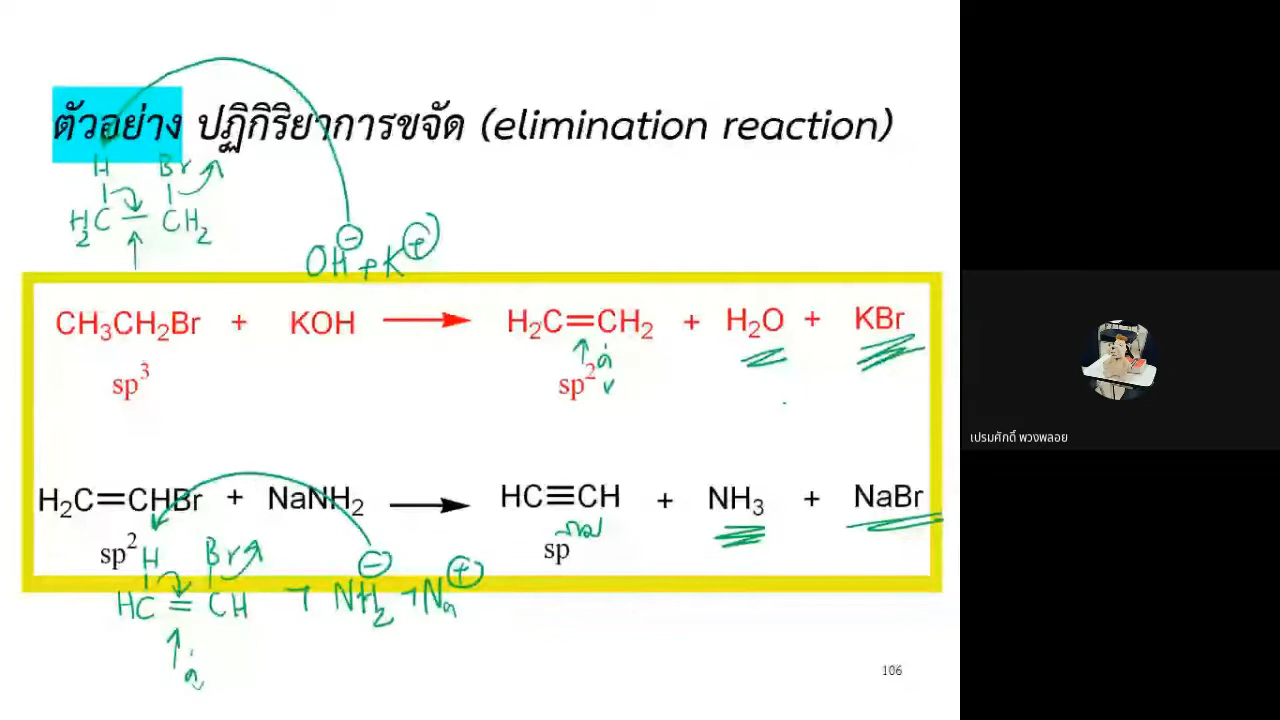 ตัวอย่าง ปฏิกิริยาการขจัด (elimination reaction)
H Br
H2C — CH2
OH⊖ + K⊕
CH3CH2Br + KOH → H2C=CH2 + H2O + KBr
sp3 sp2
H2C=CHBr + NaNH2 → HC≡CH + NH3 + NaBr
sp2 sp
H Br
HC = CH + NH2⊖ + Na⊕
106
เปรมศักดิ์ พวงพลอย